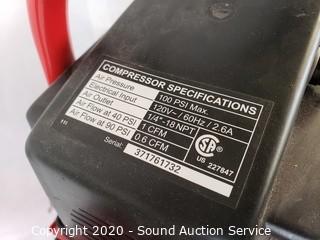 COMPRESSOR SPECIFICATIONS
Air Pressure 100 PSI Max
Electrical Input 120V~ / 60Hz / 2.6A
Air Outlet 1/4"-18 NPT
Air Flow at 40 PSI 1 CFM
Air Flow at 90 PSI 0.6 CFM
Serial: 371761732
SA
US 227847
Copyright 2020 - Sound Auction Service